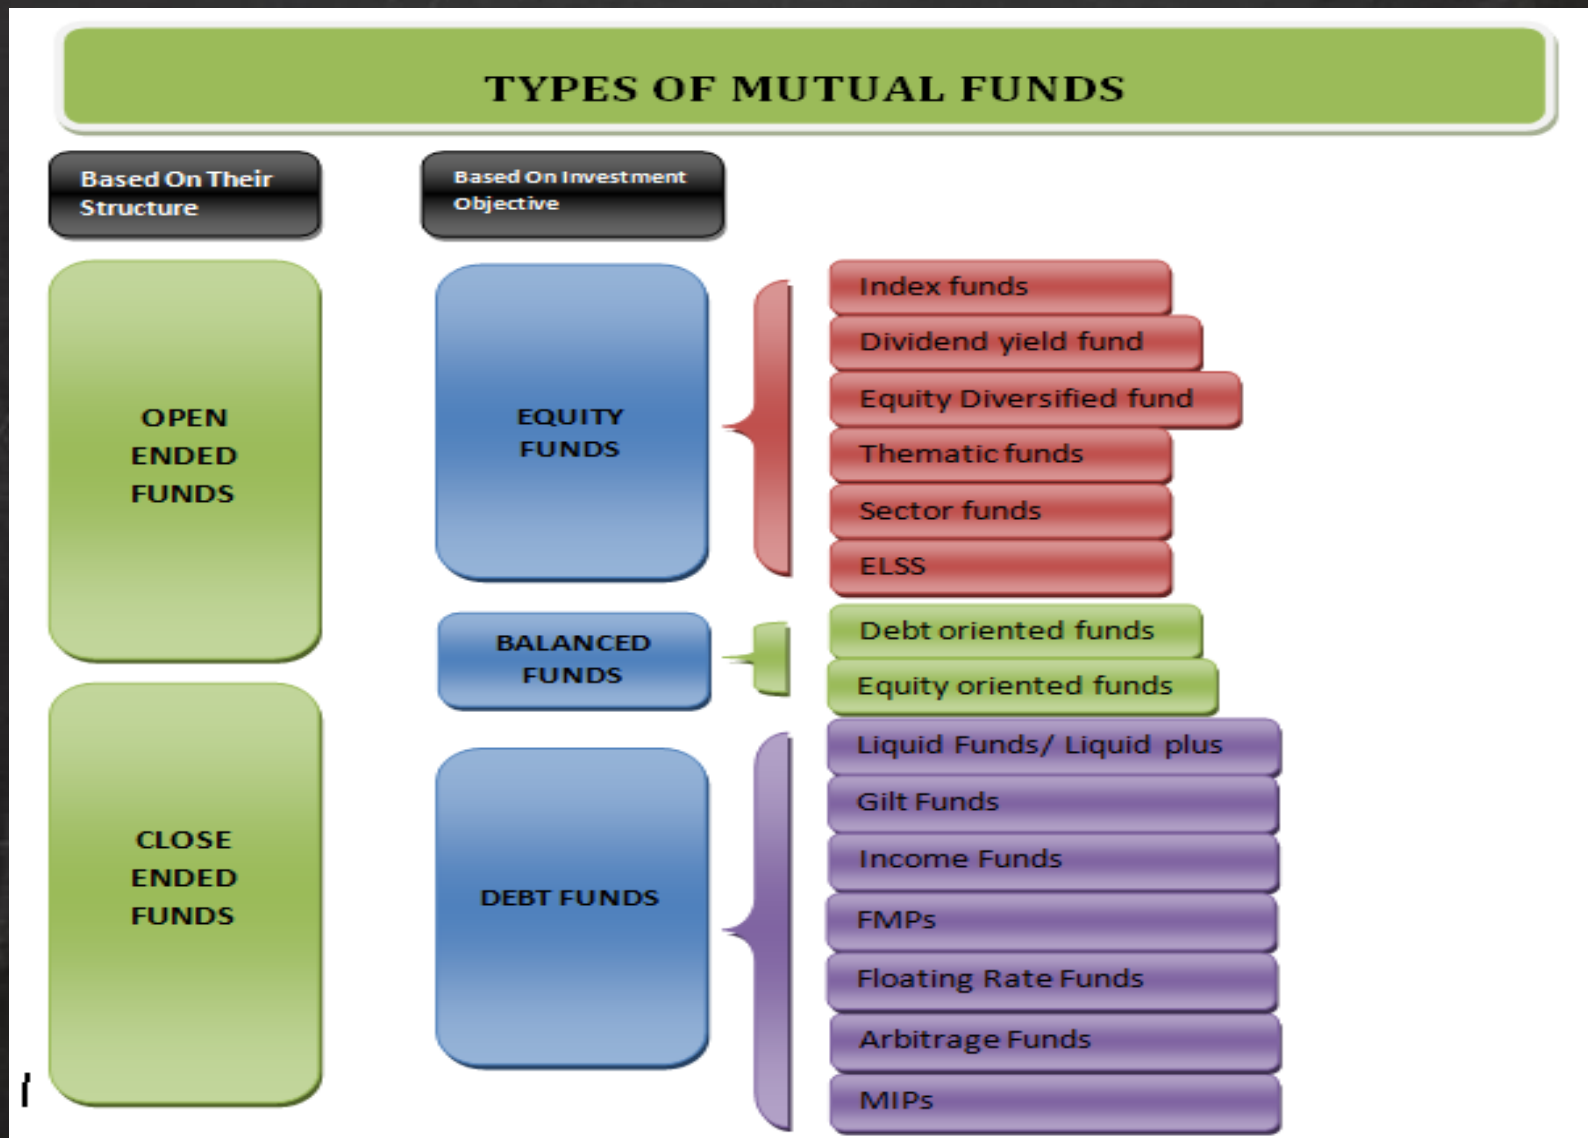 TYPES OF MUTUAL FUNDS
Based On Their
Structure
Based On Investment
Objective
OPEN
ENDED
FUNDS
CLOSE
ENDED
FUNDS
EQUITY
FUNDS
Index funds
Dividend yield fund
Equity Diversified fund
Thematic funds
Sector funds
ELSS
BALANCED
FUNDS
Debt oriented funds
Equity oriented funds
DEBT FUNDS
Liquid Funds/ Liquid plus
Gilt Funds
Income Funds
FMPs
Floating Rate Funds
Arbitrage Funds
MIPs